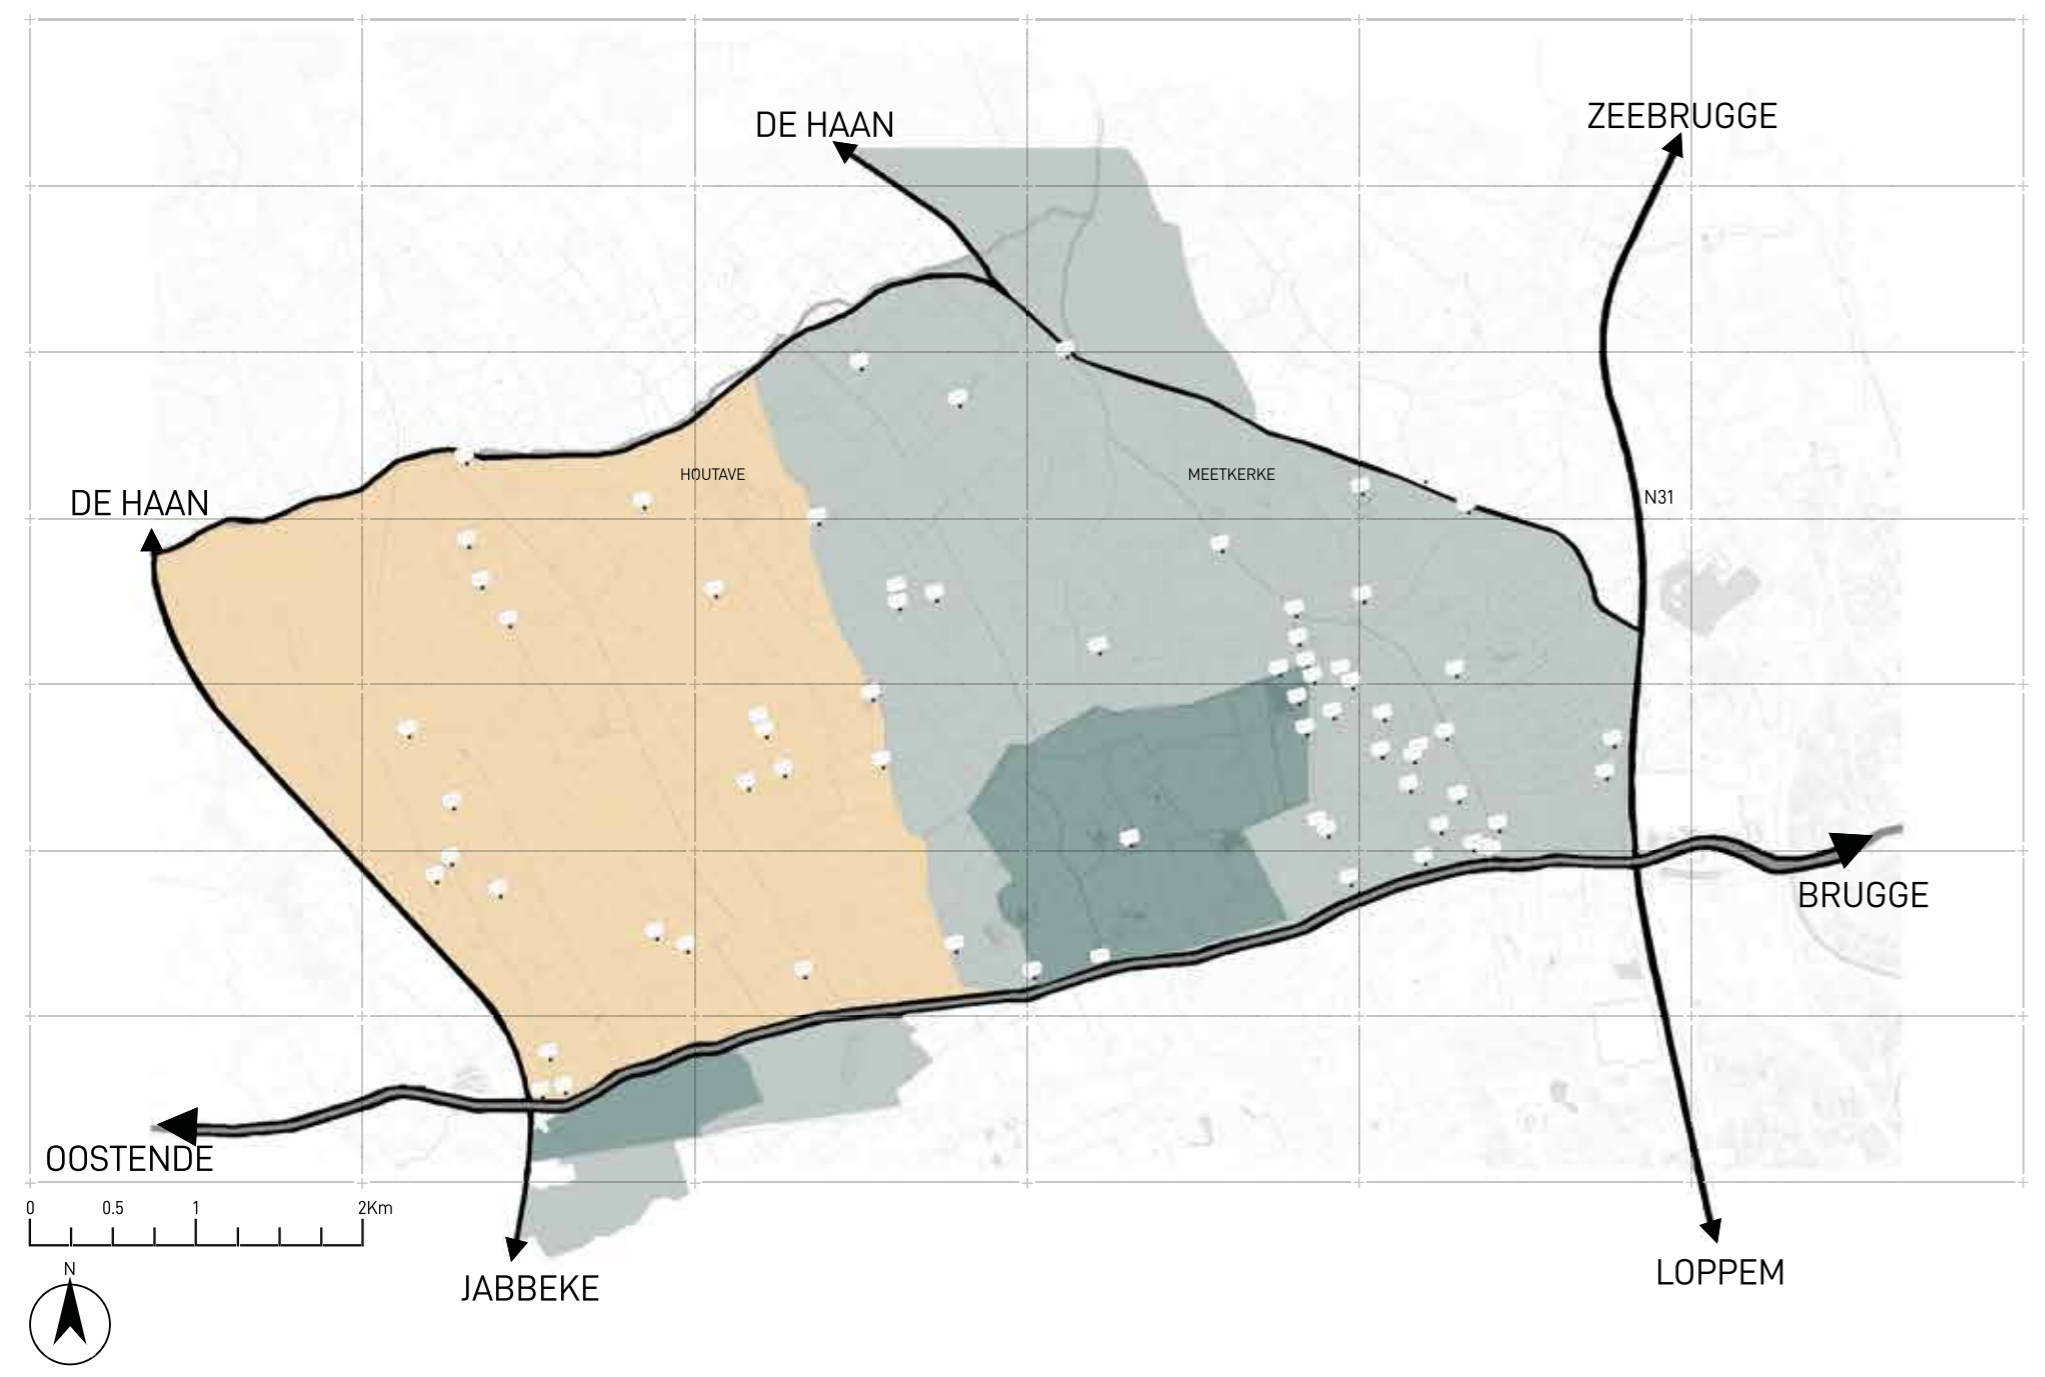 ZEEBRUGGE
DE HAAN
HOUTAVE
MEETKERKE
DE HAAN
N31
BRUGGE
OOSTENDE
0 0.5 1 2Km
N
JABBEKE
LOPPEM